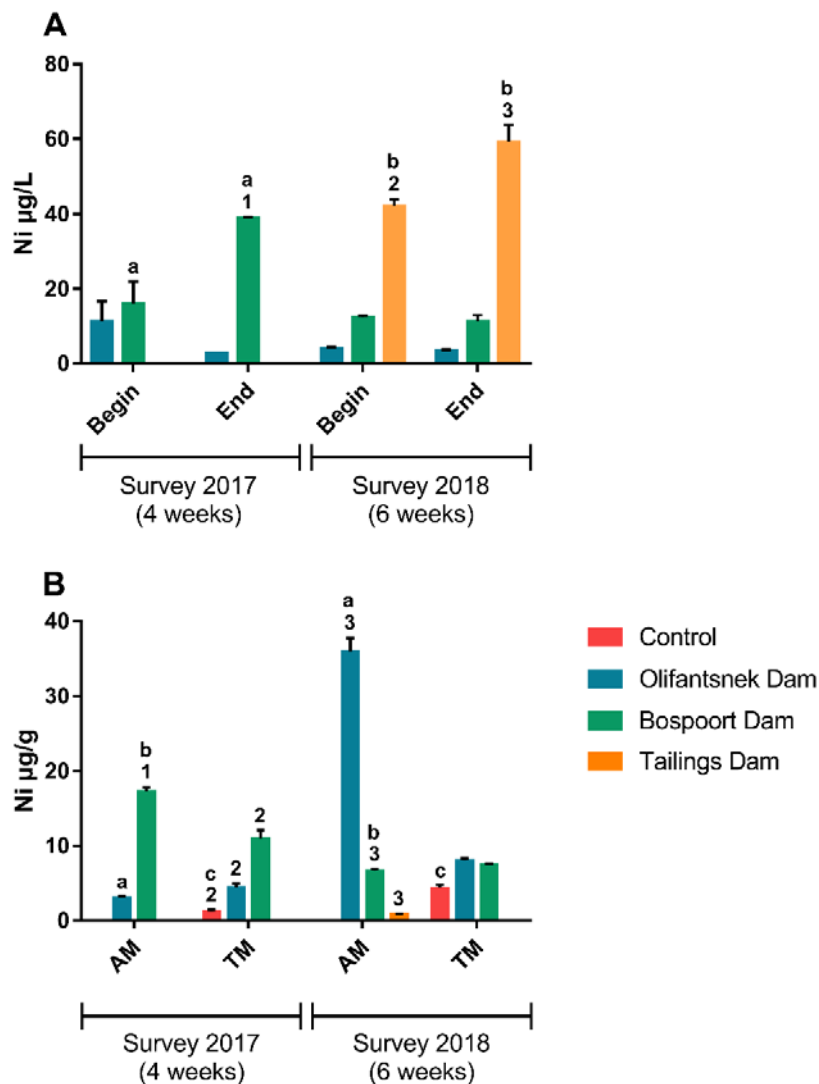 A
80
60
40
20
0
Ni µg/L
a
a
1
b
2
b
3
Begin
End
Begin
End
Survey 2017
(4 weeks)
Survey 2018
(6 weeks)
B
40
30
20
10
0
Ni µg/g
a
b
1
c
2
2
2
a
3
b
3
3
c
AM
TM
AM
TM
Survey 2017
(4 weeks)
Survey 2018
(6 weeks)
Control
Olifantsnek Dam
Bospoort Dam
Tailings Dam